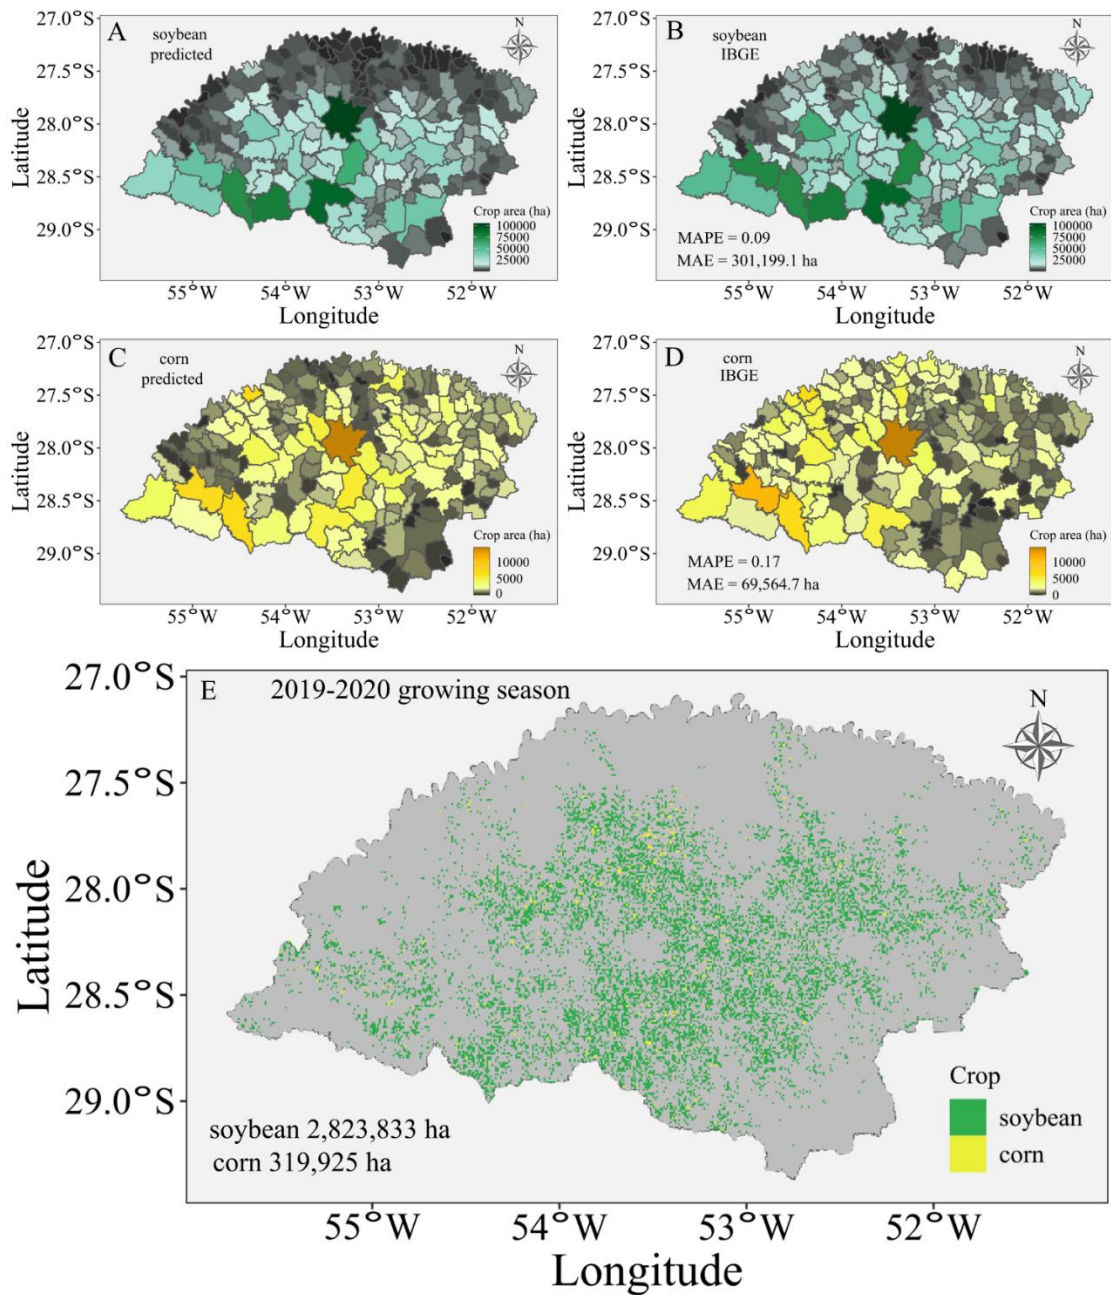 A
soybean
predicted
N
27.0°S
27.5°S
28.0°S
28.5°S
29.0°S
Latitude
Crop area (ha)
100000
75000
50000
25000
55°W
54°W
53°W
52°W
Longitude
B
soybean
IBGE
N
27.0°S
27.5°S
28.0°S
28.5°S
29.0°S
Latitude
MAPE = 0.09
MAE = 301,199.1 ha
Crop area (ha)
100000
75000
50000
25000
55°W
54°W
53°W
52°W
Longitude
C
corn
predicted
N
27.0°S
27.5°S
28.0°S
28.5°S
29.0°S
Latitude
Crop area (ha)
10000
5000
0
55°W
54°W
53°W
52°W
Longitude
D
corn
IBGE
N
27.0°S
27.5°S
28.0°S
28.5°S
29.0°S
Latitude
MAPE = 0.17
MAE = 69,564.7 ha
Crop area (ha)
10000
5000
0
55°W
54°W
53°W
52°W
Longitude
E
2019-2020 growing season
N
27.0°S
27.5°S
28.0°S
28.5°S
29.0°S
Latitude
soybean 2,823,833 ha
corn 319,925 ha
Crop
soybean
corn
55°W
54°W
53°W
52°W
Longitude